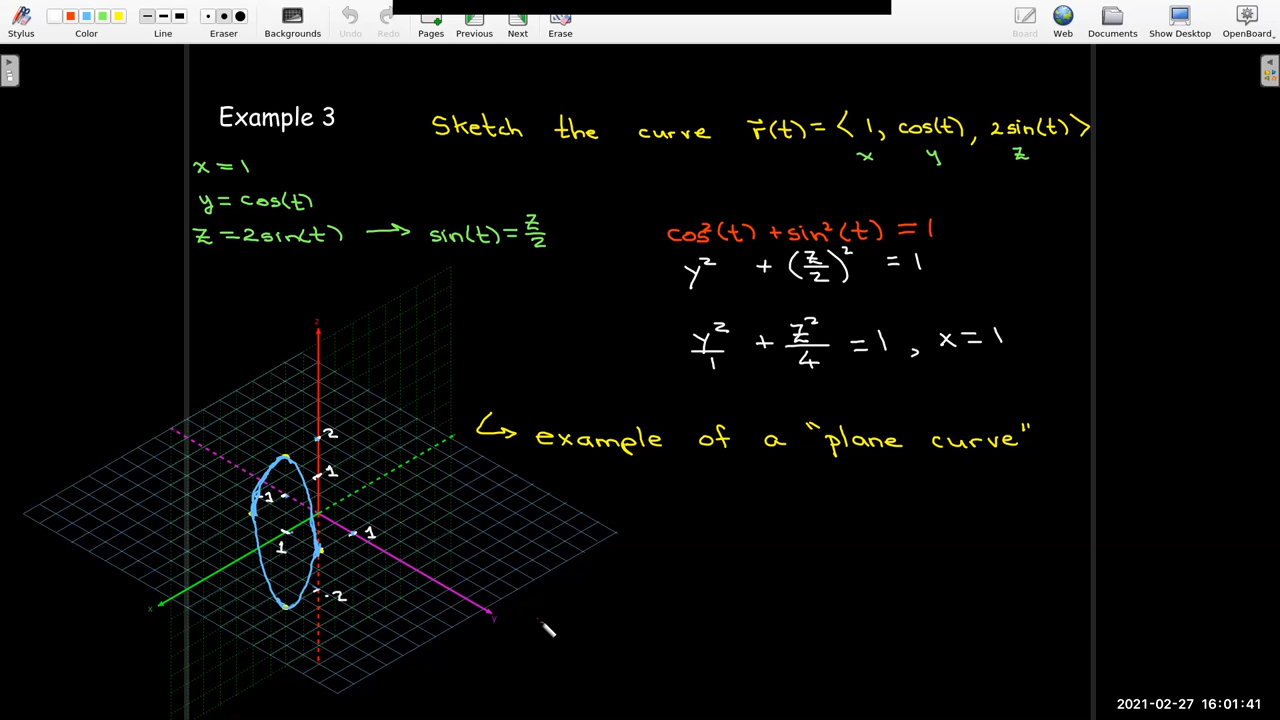 Stylus Color Line Eraser Backgrounds Undo Redo Pages Previous Next Erase Board Web Documents Show Desktop OpenBoard
Example 3 Sketch the curve r⃗(t)=⟨1, cos(t), 2sin(t)⟩
x y z
x = 1
y = cos(t)
z = 2sin(t) → sin(t) = z/2
cos²(t) + sin²(t) = 1
y² + (z/2)² = 1
y²/1 + z²/4 = 1, x = 1
↳ example of a "plane curve"
z
2
1
-1
1
1
-2
x
y
2021-02-27 16:01:41